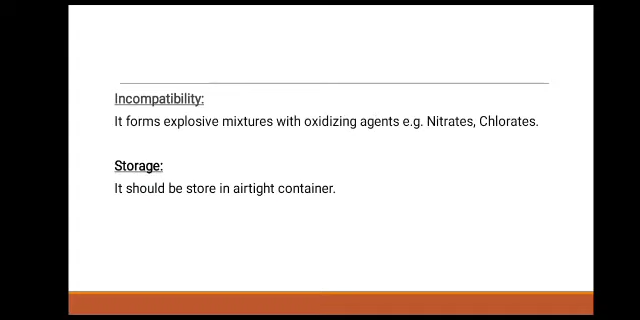 Incompatibility:
It forms explosive mixtures with oxidizing agents e.g. Nitrates, Chlorates.
Storage:
It should be store in airtight container.